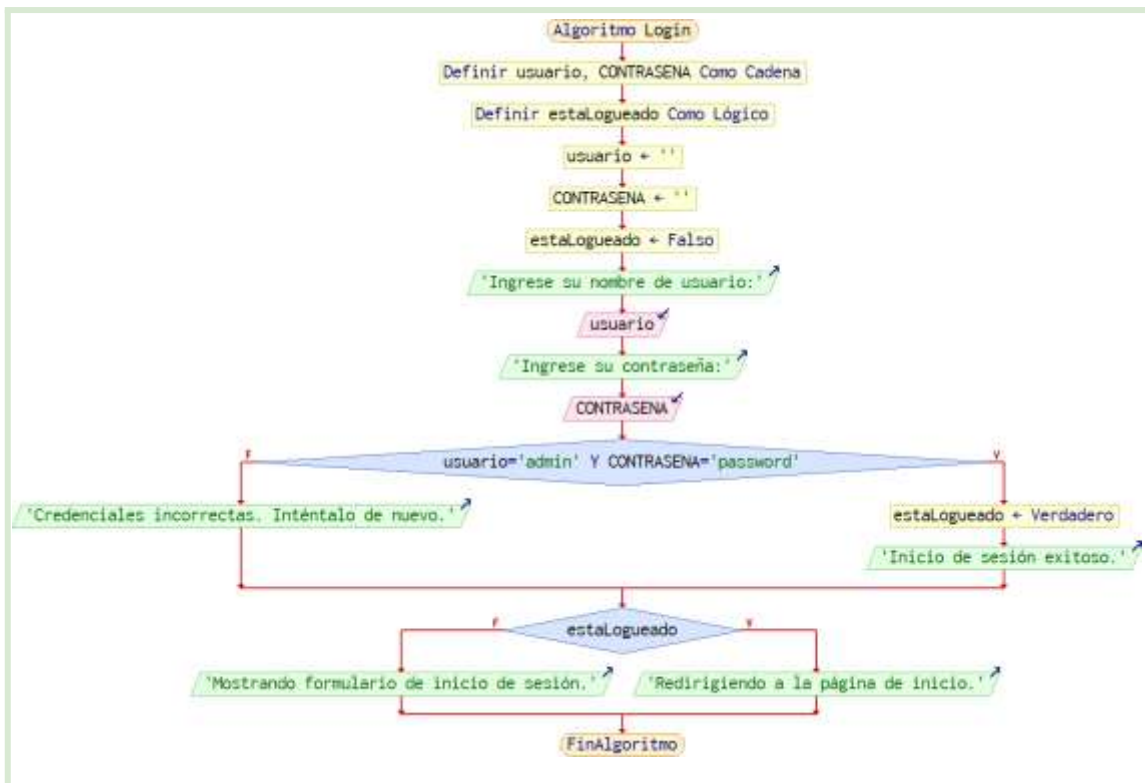 Algoritmo Login
Definir usuario, CONTRASENA Como Cadena
Definir estaLogueado Como Lógico
usuario ← ''
CONTRASENA ← ''
estaLogueado ← Falso
'Ingrese su nombre de usuario:'
usuario
'Ingrese su contraseña:'
CONTRASENA
F
usuario='admin' Y CONTRASENA='password'
V
'Credenciales incorrectas. Inténtalo de nuevo.'
estaLogueado ← Verdadero
'Inicio de sesión exitoso.'
F
estaLogueado
V
'Mostrando formulario de inicio de sesión.'
'Redirigiendo a la página de inicio.'
FinAlgoritmo